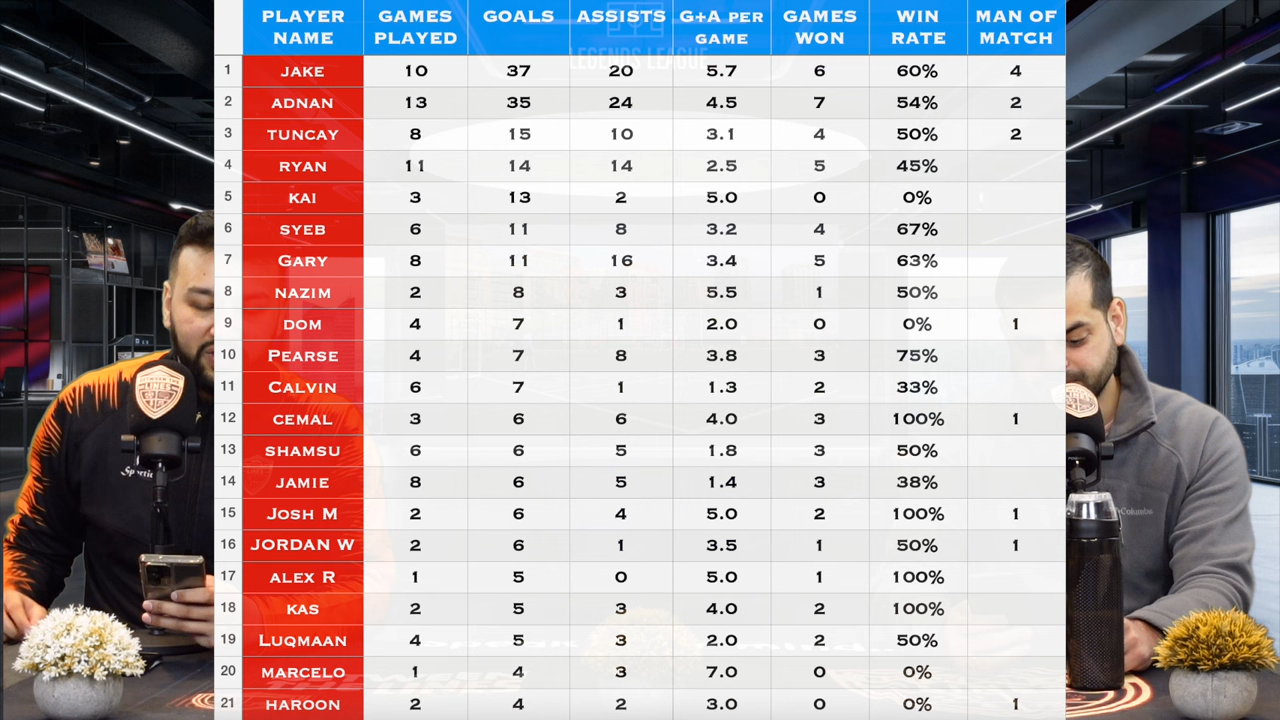 PLAYER NAME GAMES PLAYED GOALS ASSISTS G+A PER GAME GAMES WON WIN RATE MAN OF MATCH
LEGENDS LEAGUE
1 JAKE 10 37 20 5.7 6 60% 4
2 ADNAN 13 35 24 4.5 7 54% 2
3 TUNCAY 8 15 10 3.1 4 50% 2
4 RYAN 11 14 14 2.5 5 45%
5 KAI 3 13 2 5.0 0 0%
6 SYEB 6 11 8 3.2 4 67%
7 GARY 8 11 16 3.4 5 63%
8 NAZIM 2 8 3 5.5 1 50%
9 DOM 4 7 1 2.0 0 0% 1
10 PEARSE 4 7 8 3.8 3 75%
11 CALVIN 6 7 1 1.3 2 33%
12 CEMAL 3 6 6 4.0 3 100% 1
13 SHAMSU 6 6 5 1.8 3 50%
14 JAMIE 8 6 5 1.4 3 38%
15 JOSH M 2 6 4 5.0 2 100% 1
16 JORDAN W 2 6 1 3.5 1 50% 1
17 ALEX R 1 5 0 5.0 1 100%
18 KAS 2 5 3 4.0 2 100%
19 LUQMAAN 4 5 3 2.0 2 50%
20 MARCELO 1 4 3 7.0 0 0%
21 HAROON 2 4 2 3.0 0 0% 1
BETWEEN THE
LINES
Columbia